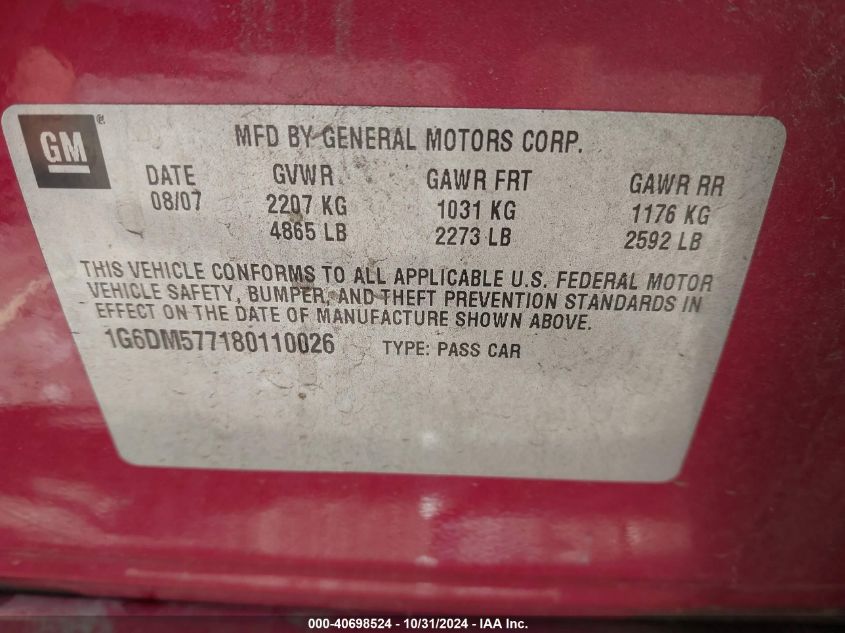 GM®
MFD BY GENERAL MOTORS CORP.
DATE GVWR GAWR FRT GAWR RR
08/07 2207 KG 1031 KG 1176 KG
4865 LB 2273 LB 2592 LB
THIS VEHICLE CONFORMS TO ALL APPLICABLE U.S. FEDERAL MOTOR
VEHICLE SAFETY, BUMPER, AND THEFT PREVENTION STANDARDS IN
EFFECT ON THE DATE OF MANUFACTURE SHOWN ABOVE.
1G6DM577180110026 TYPE: PASS CAR
000-40698524 - 10/31/2024 - IAA Inc.